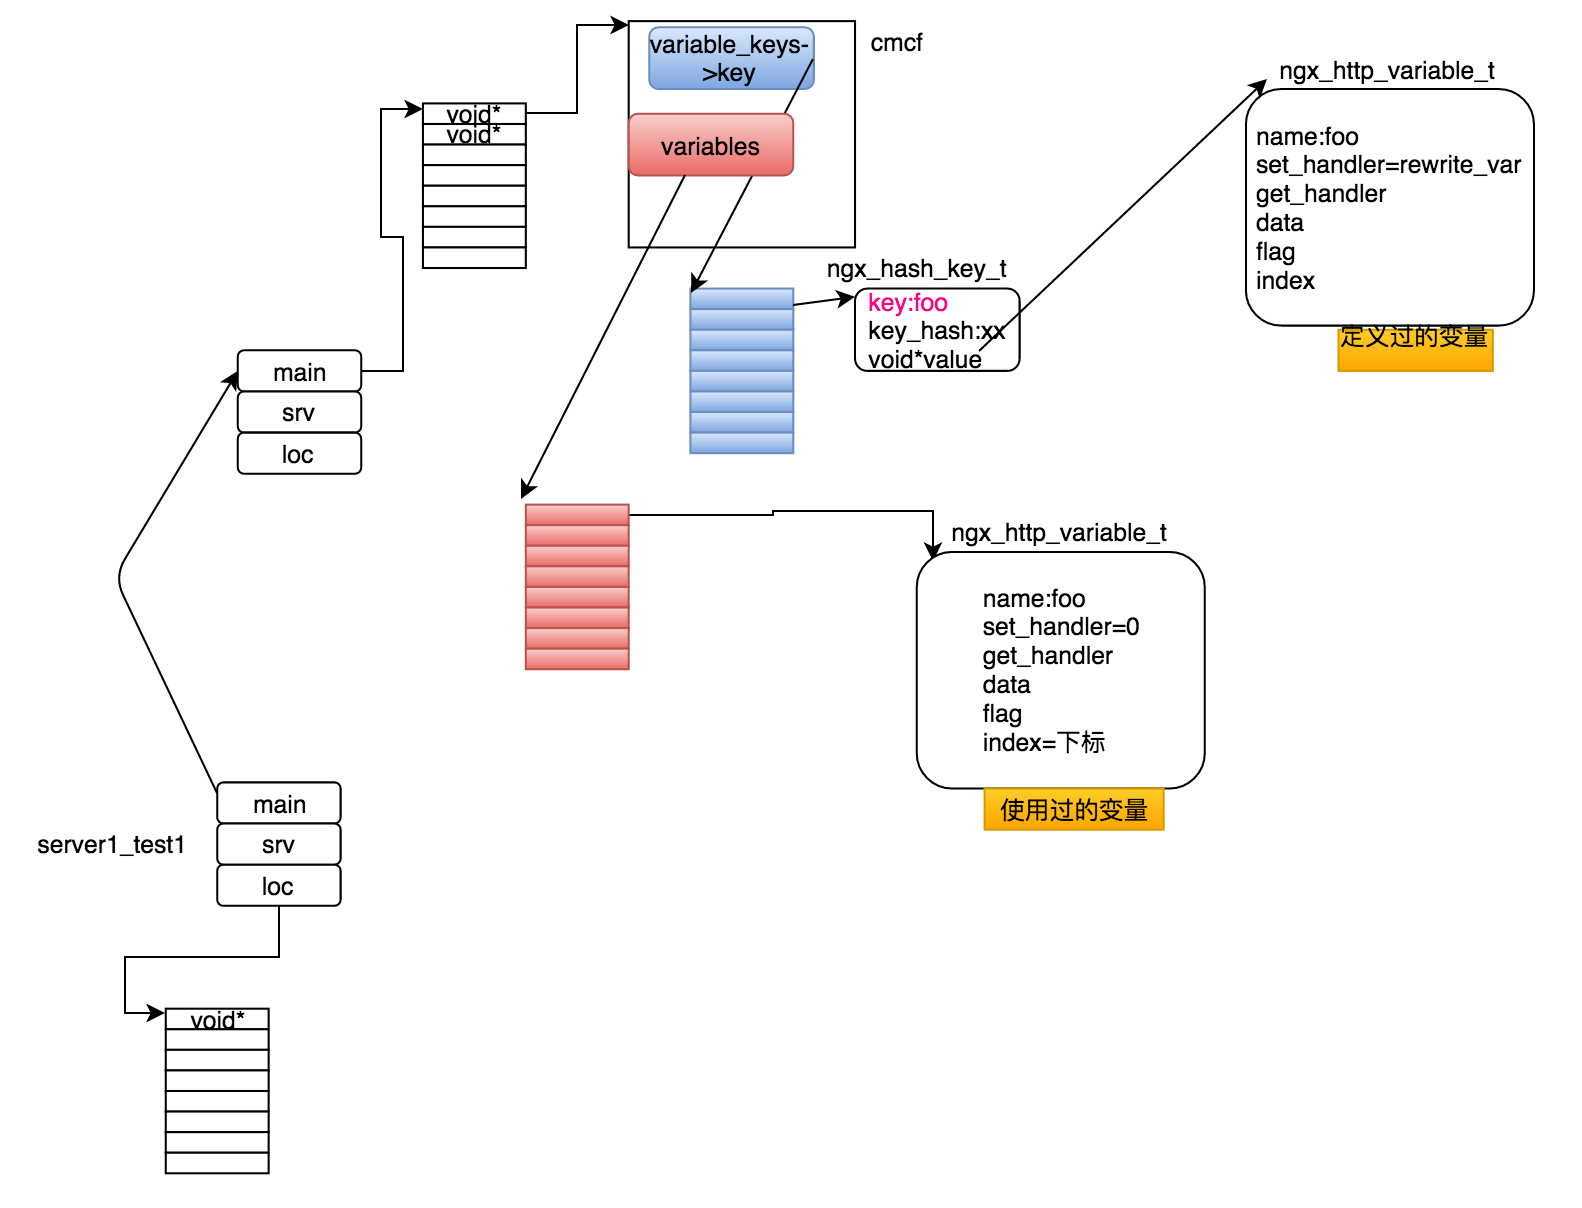 variable_keys-
>key
cmcf
variables
void*
void*
ngx_http_variable_t
name:foo
set_handler=rewrite_var
get_handler
data
flag
index
定义过的变量
ngx_hash_key_t
key:foo
key_hash:xx
void*value
main
srv
loc
ngx_http_variable_t
name:foo
set_handler=0
get_handler
data
flag
index=下标
使用过的变量
server1_test1
main
srv
loc
void*